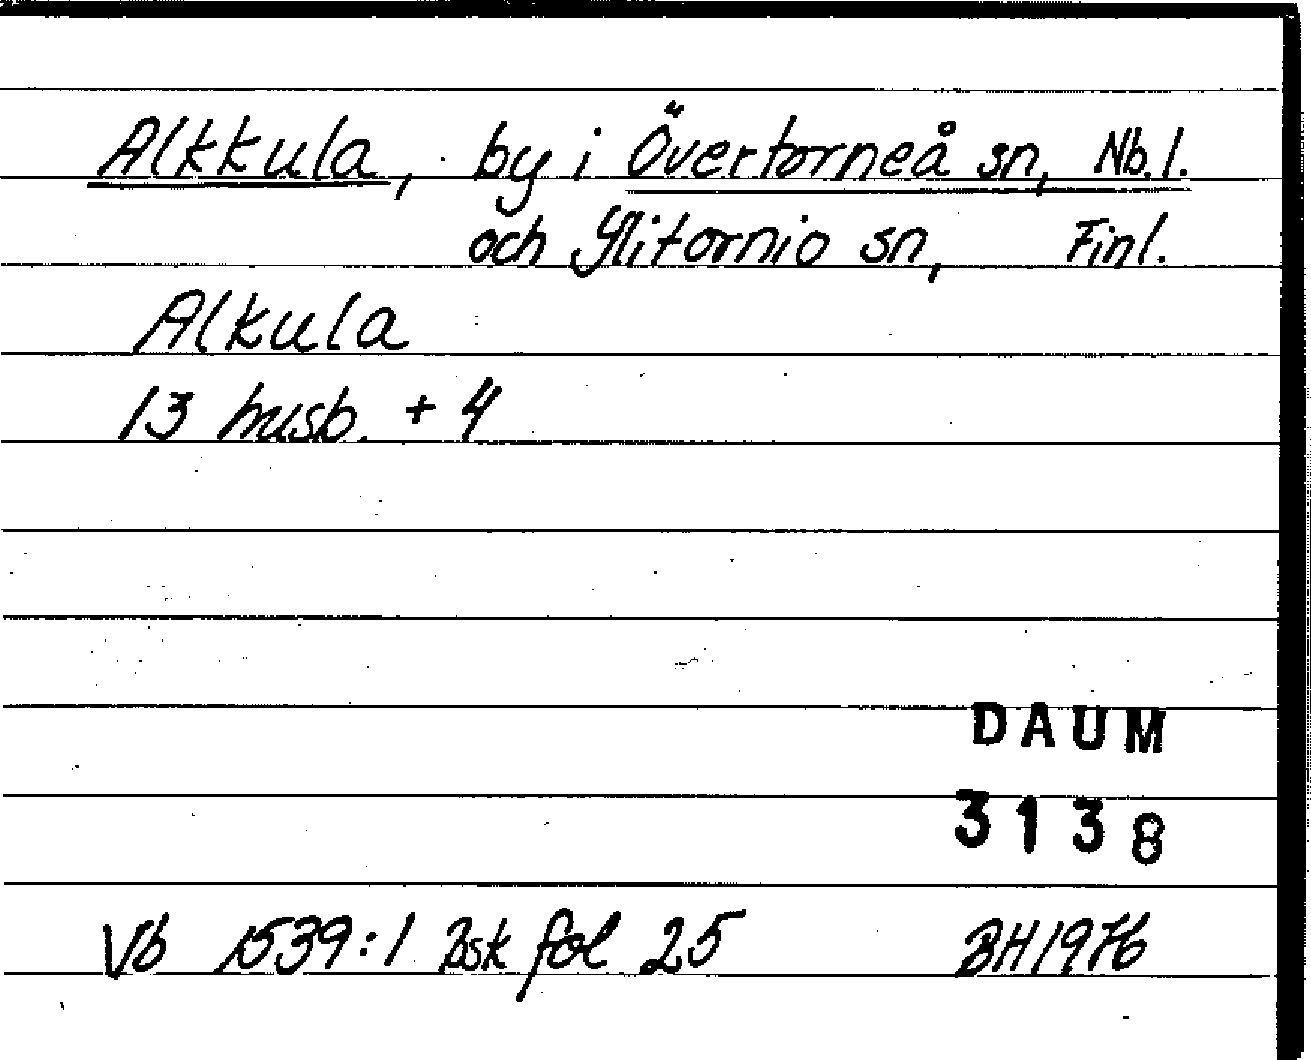 Alkkula, by i Övertorneå sn, Nb.l.
och Ylitornio sn, Finl.
Alkula
13 husb. + 4
DAUM
3138
Vb 1539:1 Bsk fol 25 BH1976